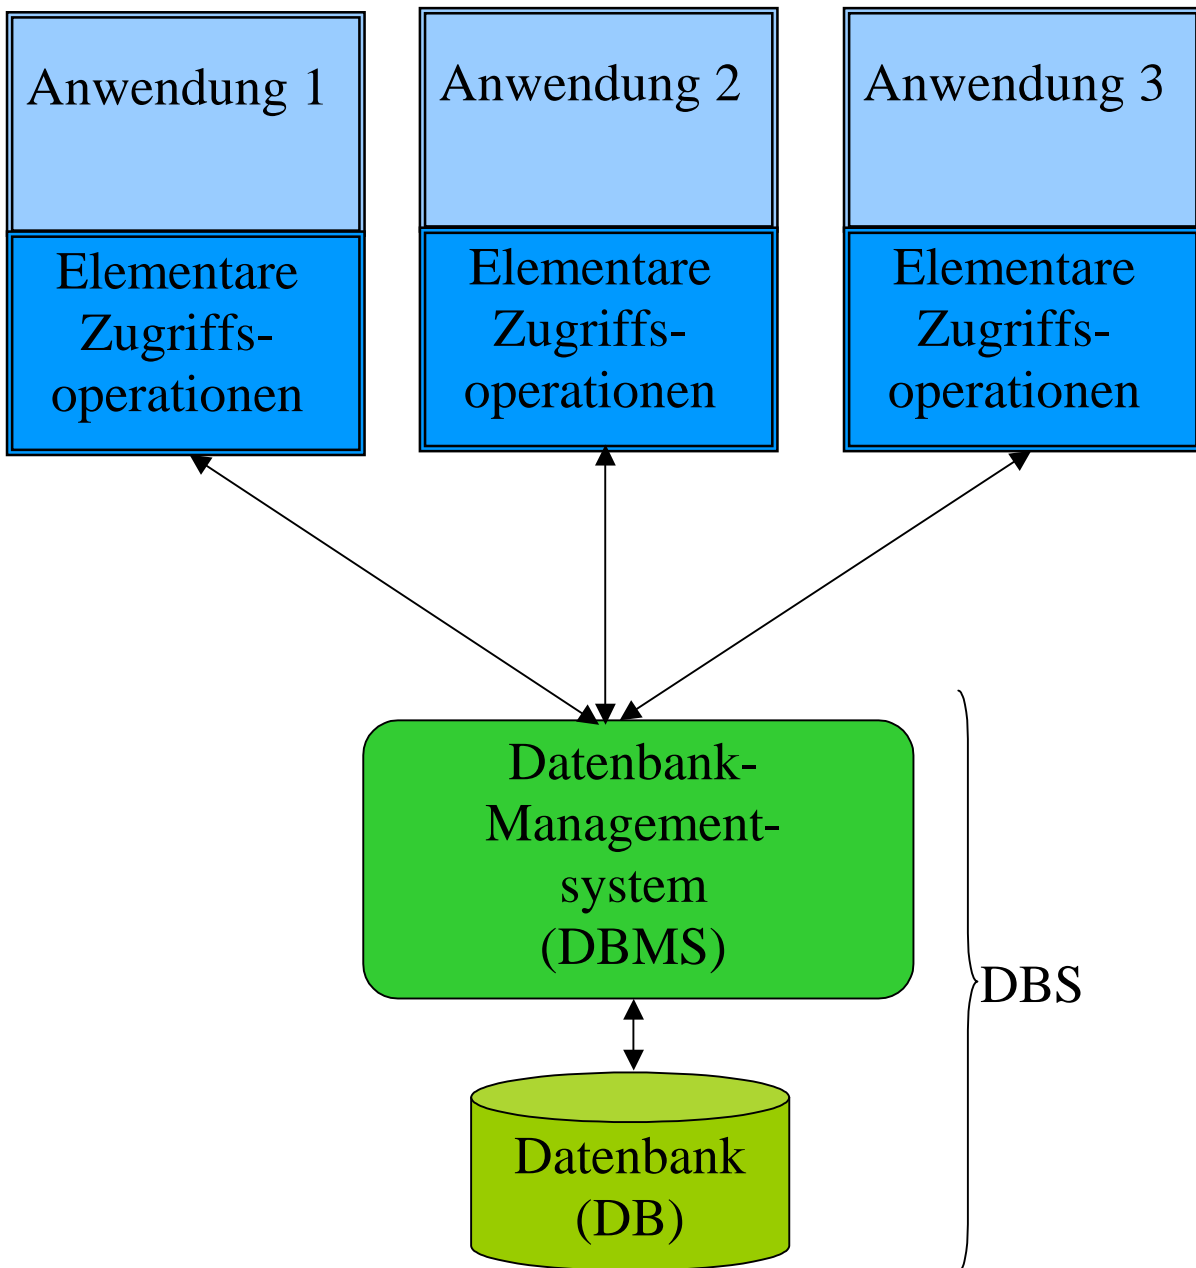 Anwendung 1
Anwendung 2
Anwendung 3
Elementare
Zugriffs-
operationen
Elementare
Zugriffs-
operationen
Elementare
Zugriffs-
operationen
Datenbank-
Management-
system
(DBMS)
DBS
Datenbank
(DB)